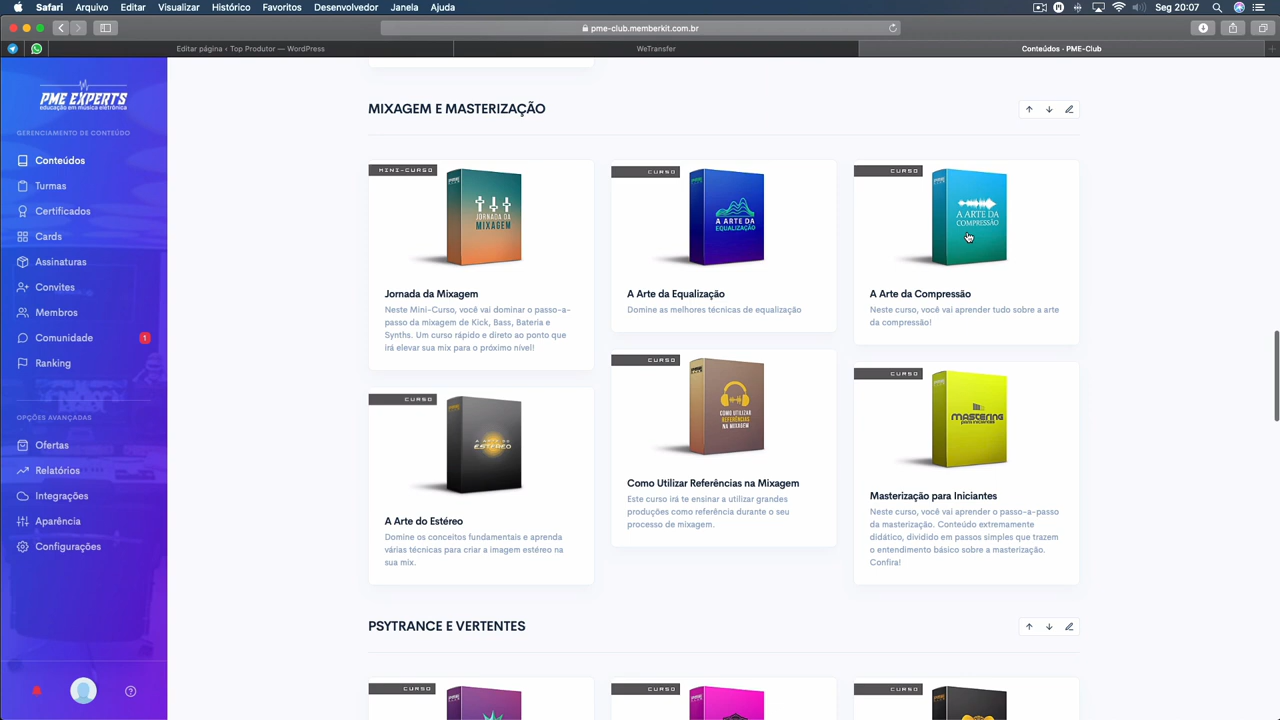 Safari Arquivo Editar Visualizar Histórico Favoritos Desenvolvedor Janela Ajuda
Seg 20:07
pme-club.memberkit.com.br
Editar página ‹ Top Produtor — WordPress
WeTransfer
Conteúdos - PME-Club
PME EXPERTS
educação em música eletrônica
GERENCIAMENTO DE CONTEÚDO
Conteúdos
Turmas
Certificados
Cards
Assinaturas
Convites
Membros
Comunidade 1
Ranking
OPÇÕES AVANÇADAS
Ofertas
Relatórios
Integrações
Aparência
Configurações
MIXAGEM E MASTERIZAÇÃO
MINI-CURSO
JORNADA DA
MIXAGEM
Jornada da Mixagem
Neste Mini-Curso, você vai dominar o passo-a-
passo da mixagem de Kick, Bass, Bateria e
Synths. Um curso rápido e direto ao ponto que
irá elevar sua mix para o próximo nível!
CURSO
A ARTE DA
EQUALIZAÇÃO
A Arte da Equalização
Domine as melhores técnicas de equalização
CURSO
A ARTE DA
COMPRESSÃO
A Arte da Compressão
Neste curso, você vai aprender tudo sobre a arte
da compressão!
CURSO
A ARTE DO
ESTÉREO
A Arte do Estéreo
Domine os conceitos fundamentais e aprenda
várias técnicas para criar a imagem estéreo na
sua mix.
CURSO
COMO UTILIZAR
REFERÊNCIAS
NA MIXAGEM
Como Utilizar Referências na Mixagem
Este curso irá te ensinar a utilizar grandes
produções como referência durante o seu
processo de mixagem.
CURSO
MASTERING
PARA INICIANTES
Masterização para Iniciantes
Neste curso, você vai aprender o passo-a-passo
da masterização. Conteúdo extremamente
didático, dividido em passos simples que trazem
o entendimento básico sobre a masterização.
Confira!
PSYTRANCE E VERTENTES
CURSO
CURSO
CURSO